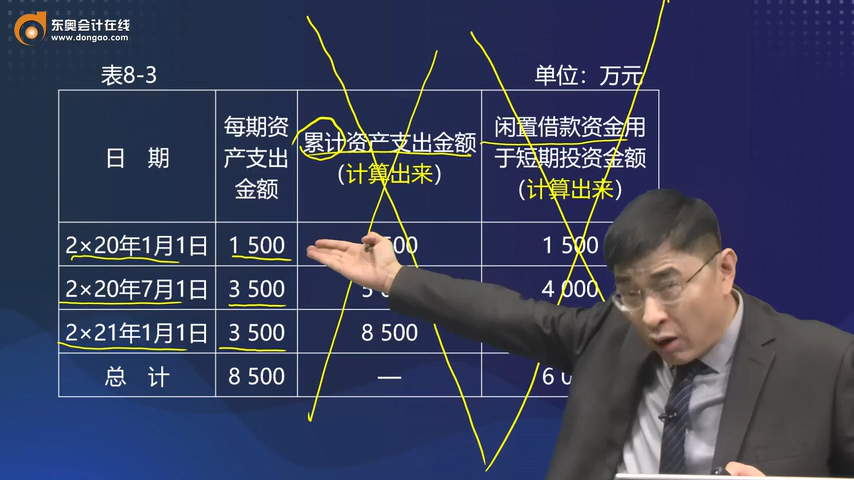 东奥会计在线
www.dongao.com
表8-3
单位：万元
日 期
每期资
产支出
金额
累计资产支出金额
（计算出来）
闲置借款资金用
于短期投资金额
（计算出来）
2×20年1月1日 1 500 1 500
2×20年7月1日 3 500 4 000
2×21年1月1日 3 500 8 500
总 计 8 500 —